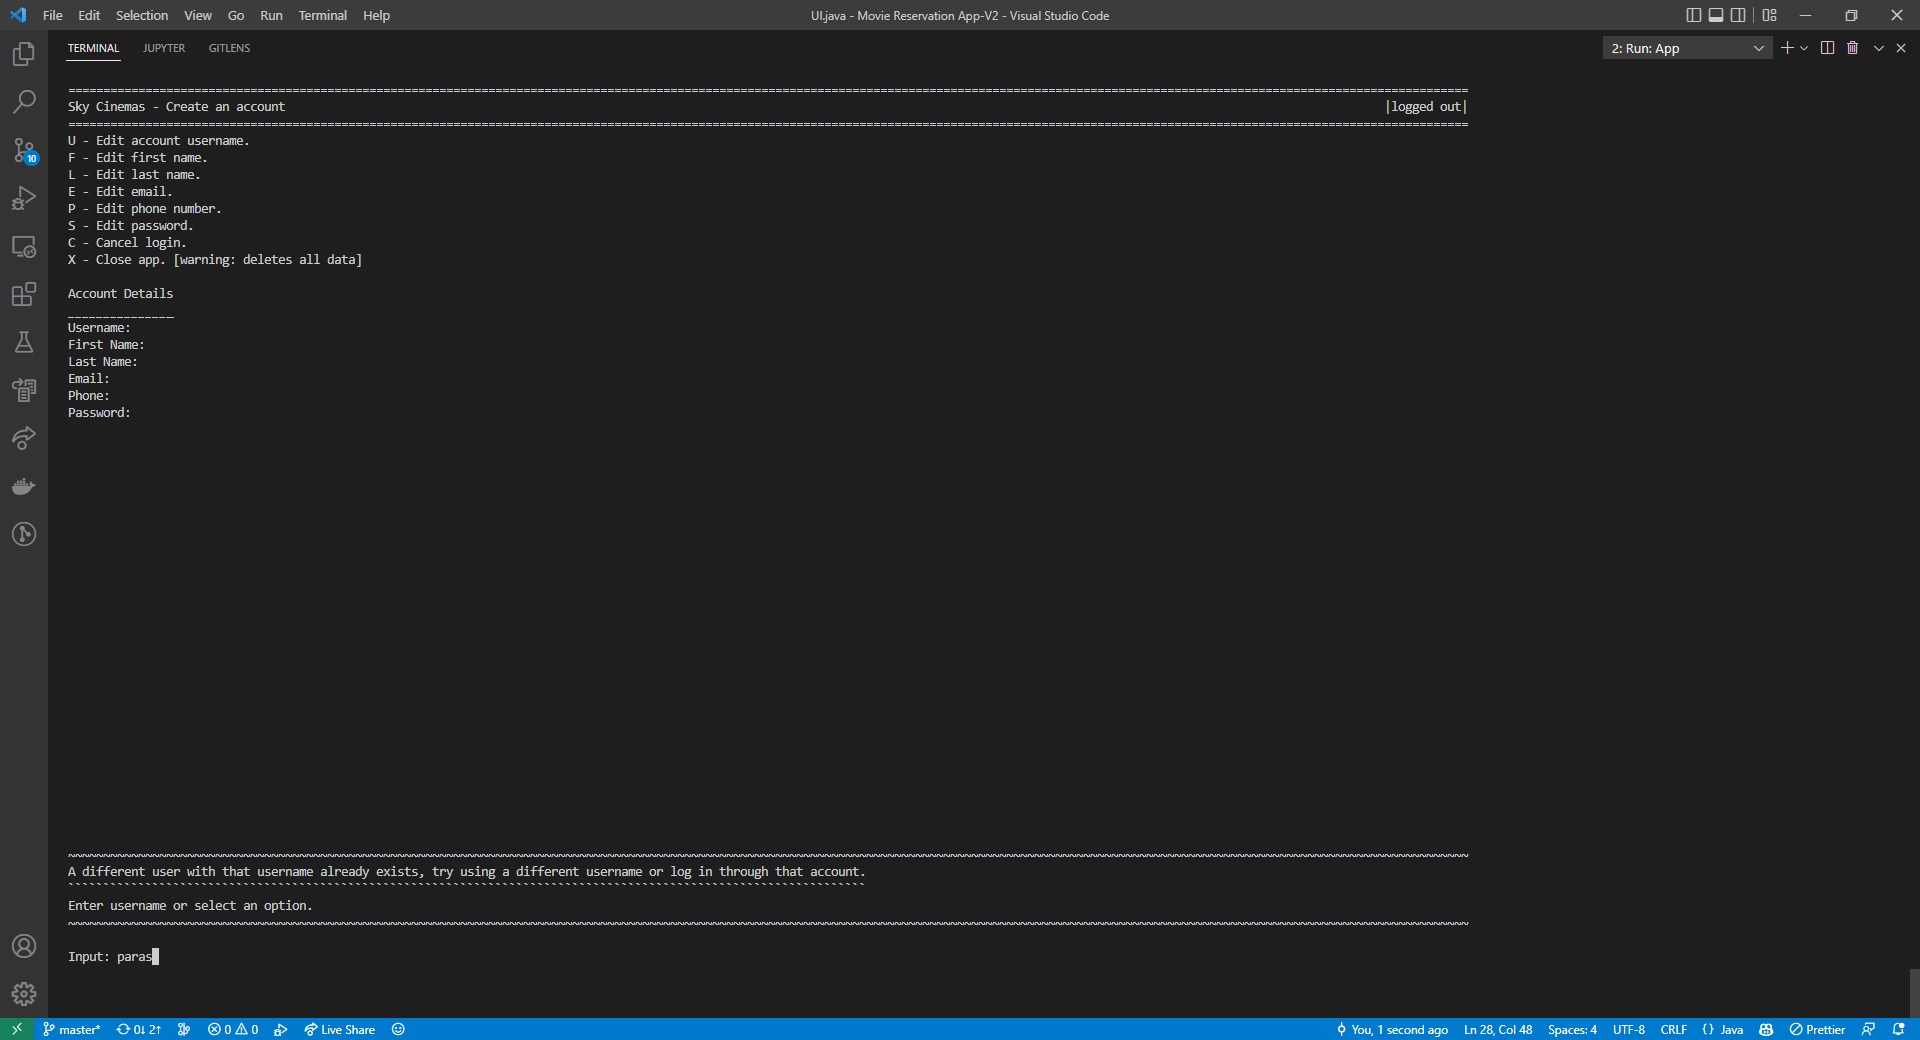 File Edit Selection View Go Run Terminal Help UI.java - Movie Reservation App-V2 - Visual Studio Code
TERMINAL JUPYTER GITLENS 2: Run: App
Sky Cinemas - Create an account |logged out|
U - Edit account username.
F - Edit first name.
L - Edit last name.
E - Edit email.
P - Edit phone number.
S - Edit password.
C - Cancel login.
X - Close app. [warning: deletes all data]
Account Details
_______________
Username:
First Name:
Last Name:
Email:
Phone:
Password:
10
A different user with that username already exists, try using a different username or log in through that account.
Enter username or select an option.
Input: paras
master* 0↓ 2↑ 0 0 Live Share You, 1 second ago Ln 28, Col 48 Spaces: 4 UTF-8 CRLF {} Java Prettier